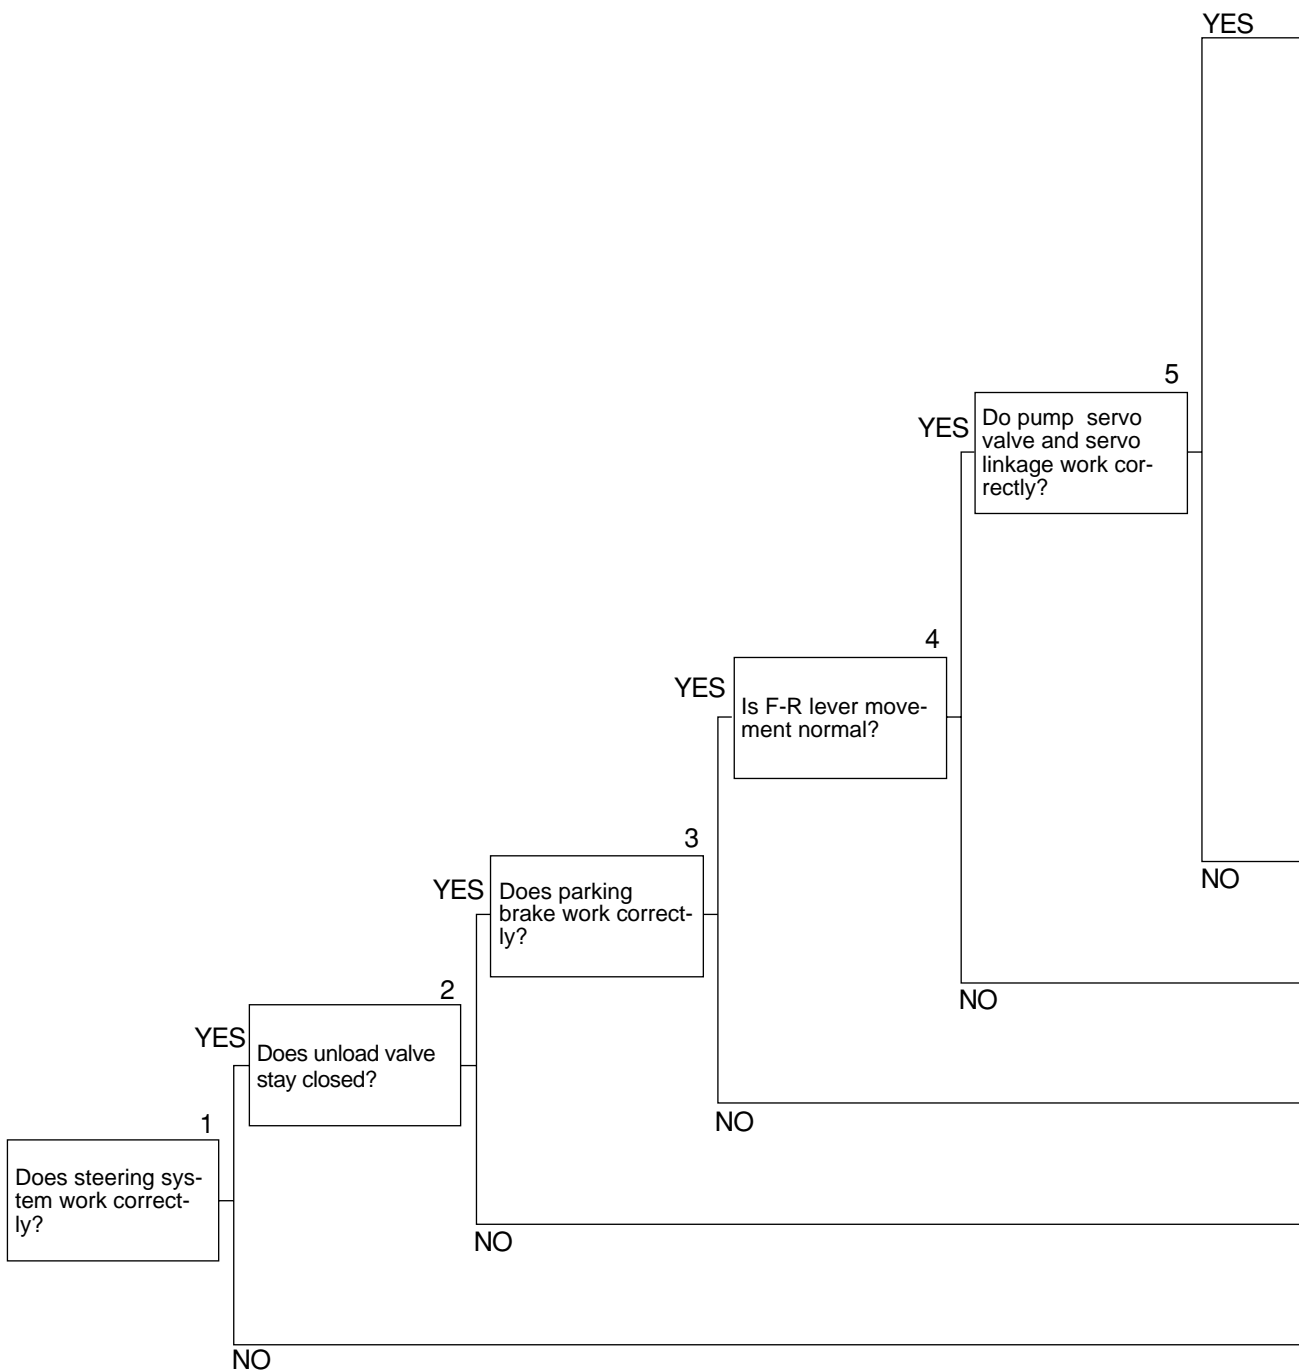 YES
5
YES
Do pump servo
valve and servo
linkage work cor-
rectly?
4
YES
Is F-R lever move-
ment normal?
3
NO
YES
Does parking
brake work correct-
ly?
2
NO
YES
Does unload valve
stay closed?
1
NO
Does steering sys-
tem work correct-
ly?
NO
NO